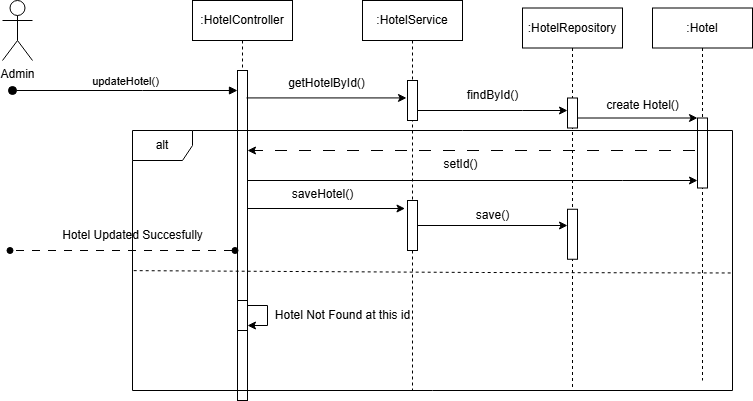 :HotelController
:HotelService
:HotelRepository
:Hotel
Admin
updateHotel()
getHotelById()
findById()
create Hotel()
alt
setId()
saveHotel()
save()
Hotel Updated Succesfully
Hotel Not Found at this id